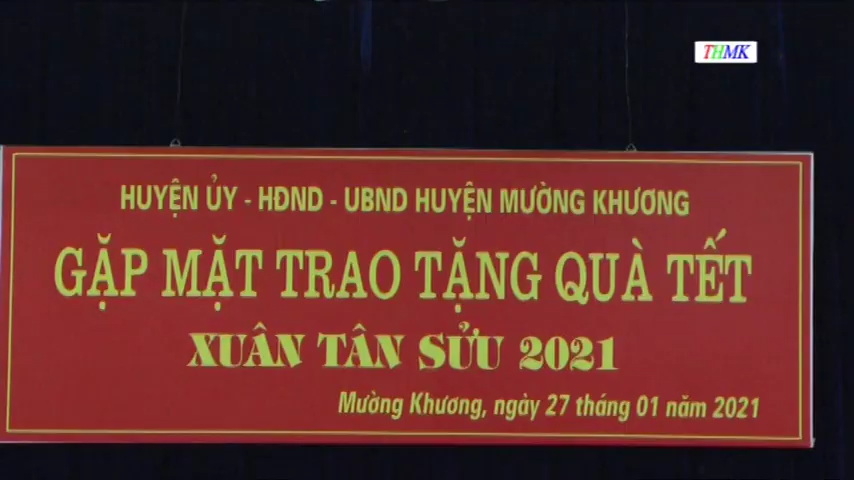 THMK
HUYỆN ỦY - HĐND - UBND HUYỆN MƯỜNG KHƯƠNG
GẶP MẶT TRAO TẶNG QUÀ TẾT
XUÂN TÂN SỬU 2021
Mường Khương, ngày 27 tháng 01 năm 2021